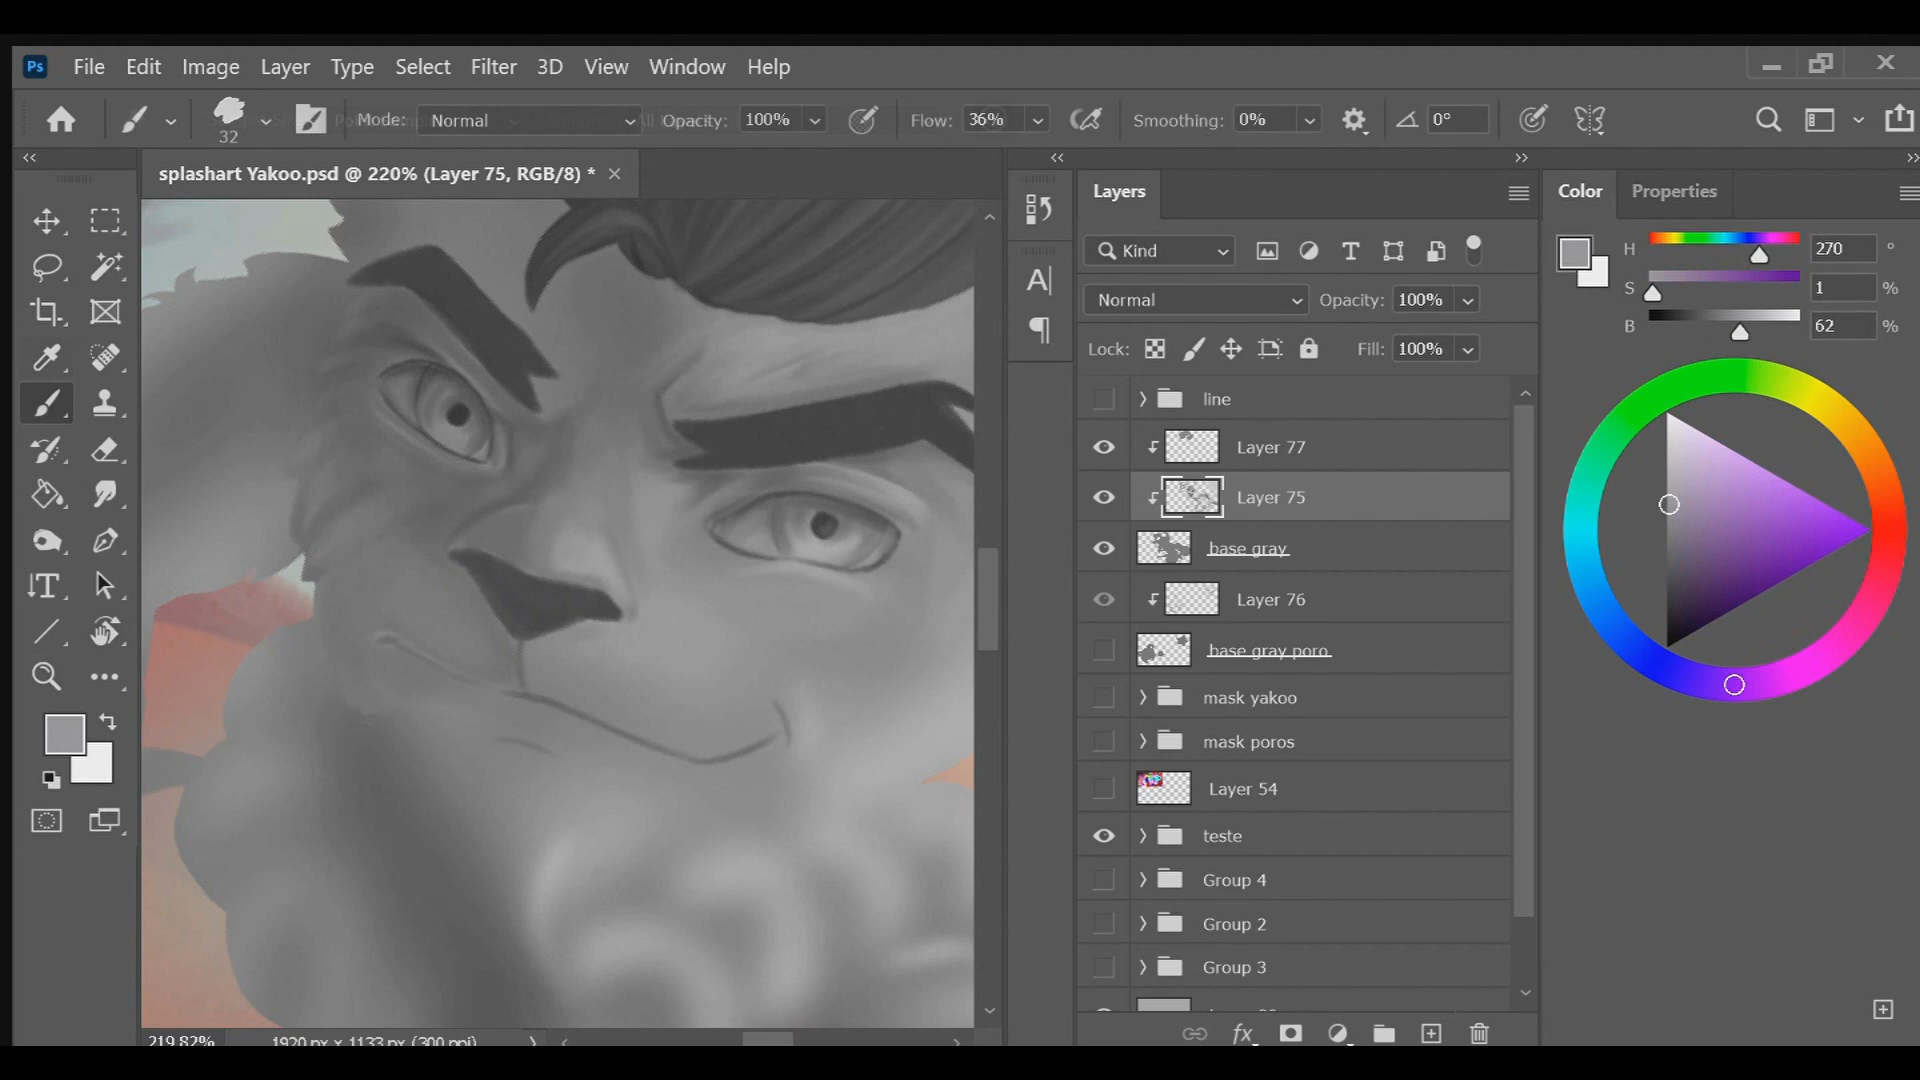 Ps File Edit Image Layer Type Select Filter 3D View Window Help
32 Mode: Normal Opacity: 100% Flow: 36% Smoothing: 0% 0°
splashart Yakoo.psd @ 220% (Layer 75, RGB/8) *
Layers
Kind
Normal Opacity: 100%
Lock: Fill: 100%
line
Layer 77
Layer 75
base gray
Layer 76
base gray poro
mask yakoo
mask poros
Layer 54
teste
Group 4
Group 2
Group 3
fx
Color Properties
H 270 °
S 1 %
B 62 %
219.82% 1920 px x 1133 px (300 ppi)